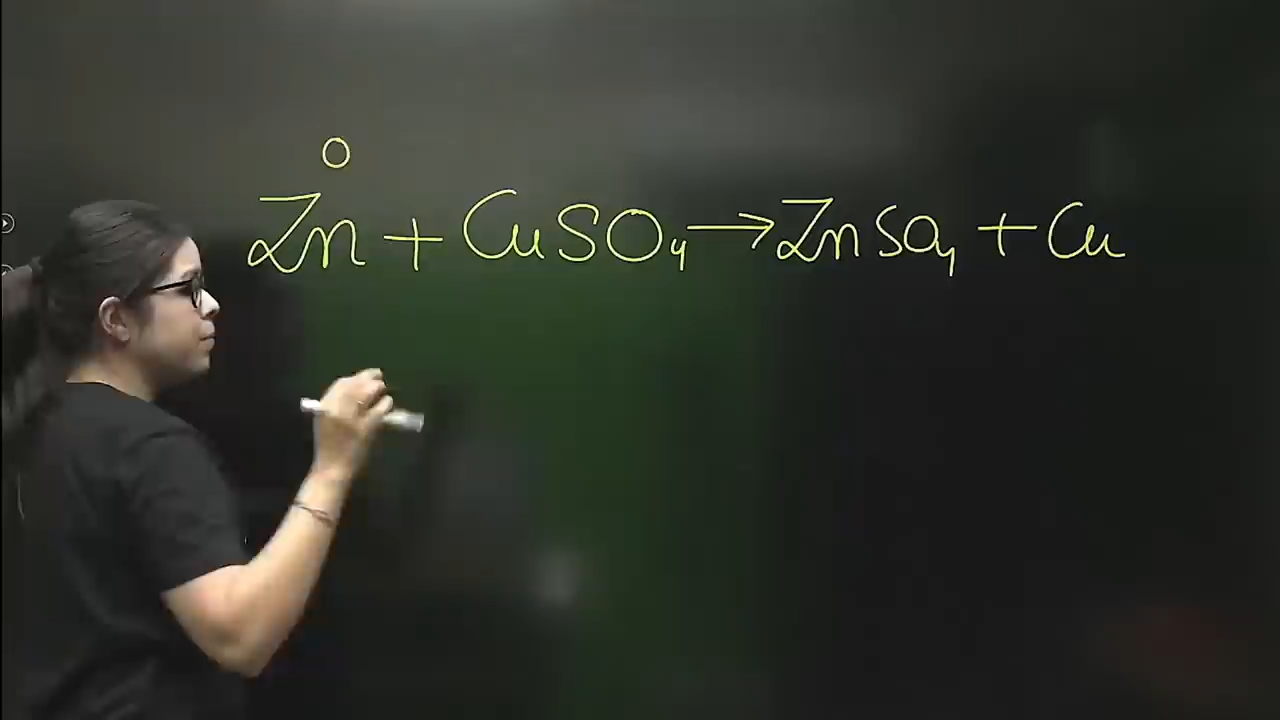 0
Zn + CuSO₄ → ZnSO₄ + Cu